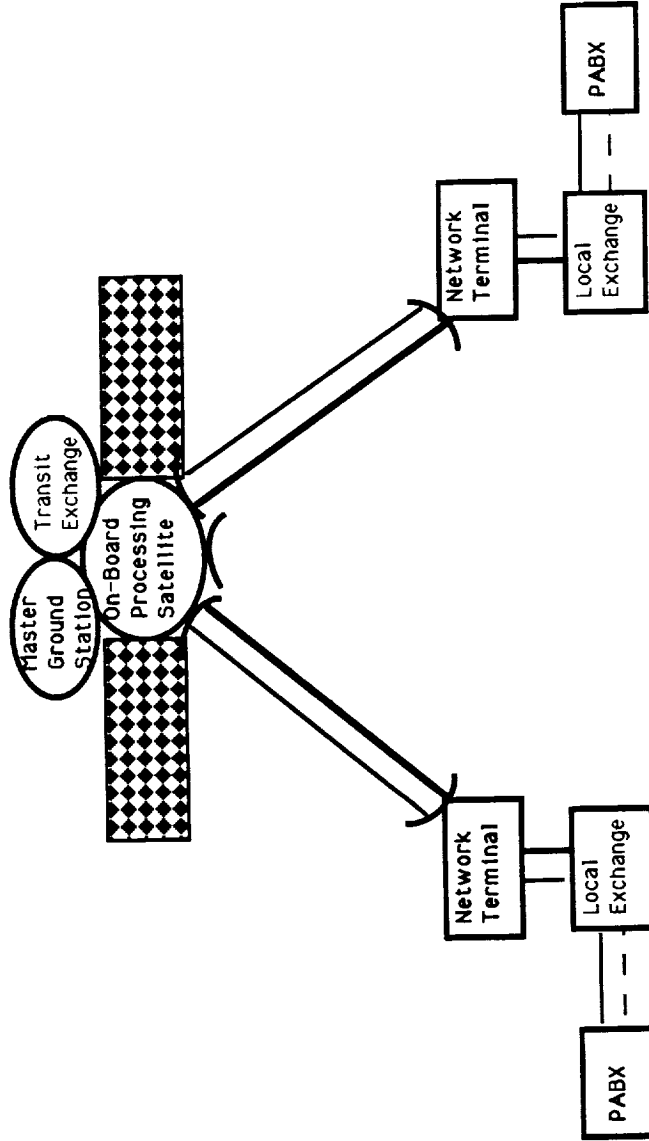 Master
Ground
Station
Transit
Exchange
On-Board
Processing
Satellite
Network
Terminal
Network
Terminal
Local
Exchange
Local
Exchange
PABX
PABX